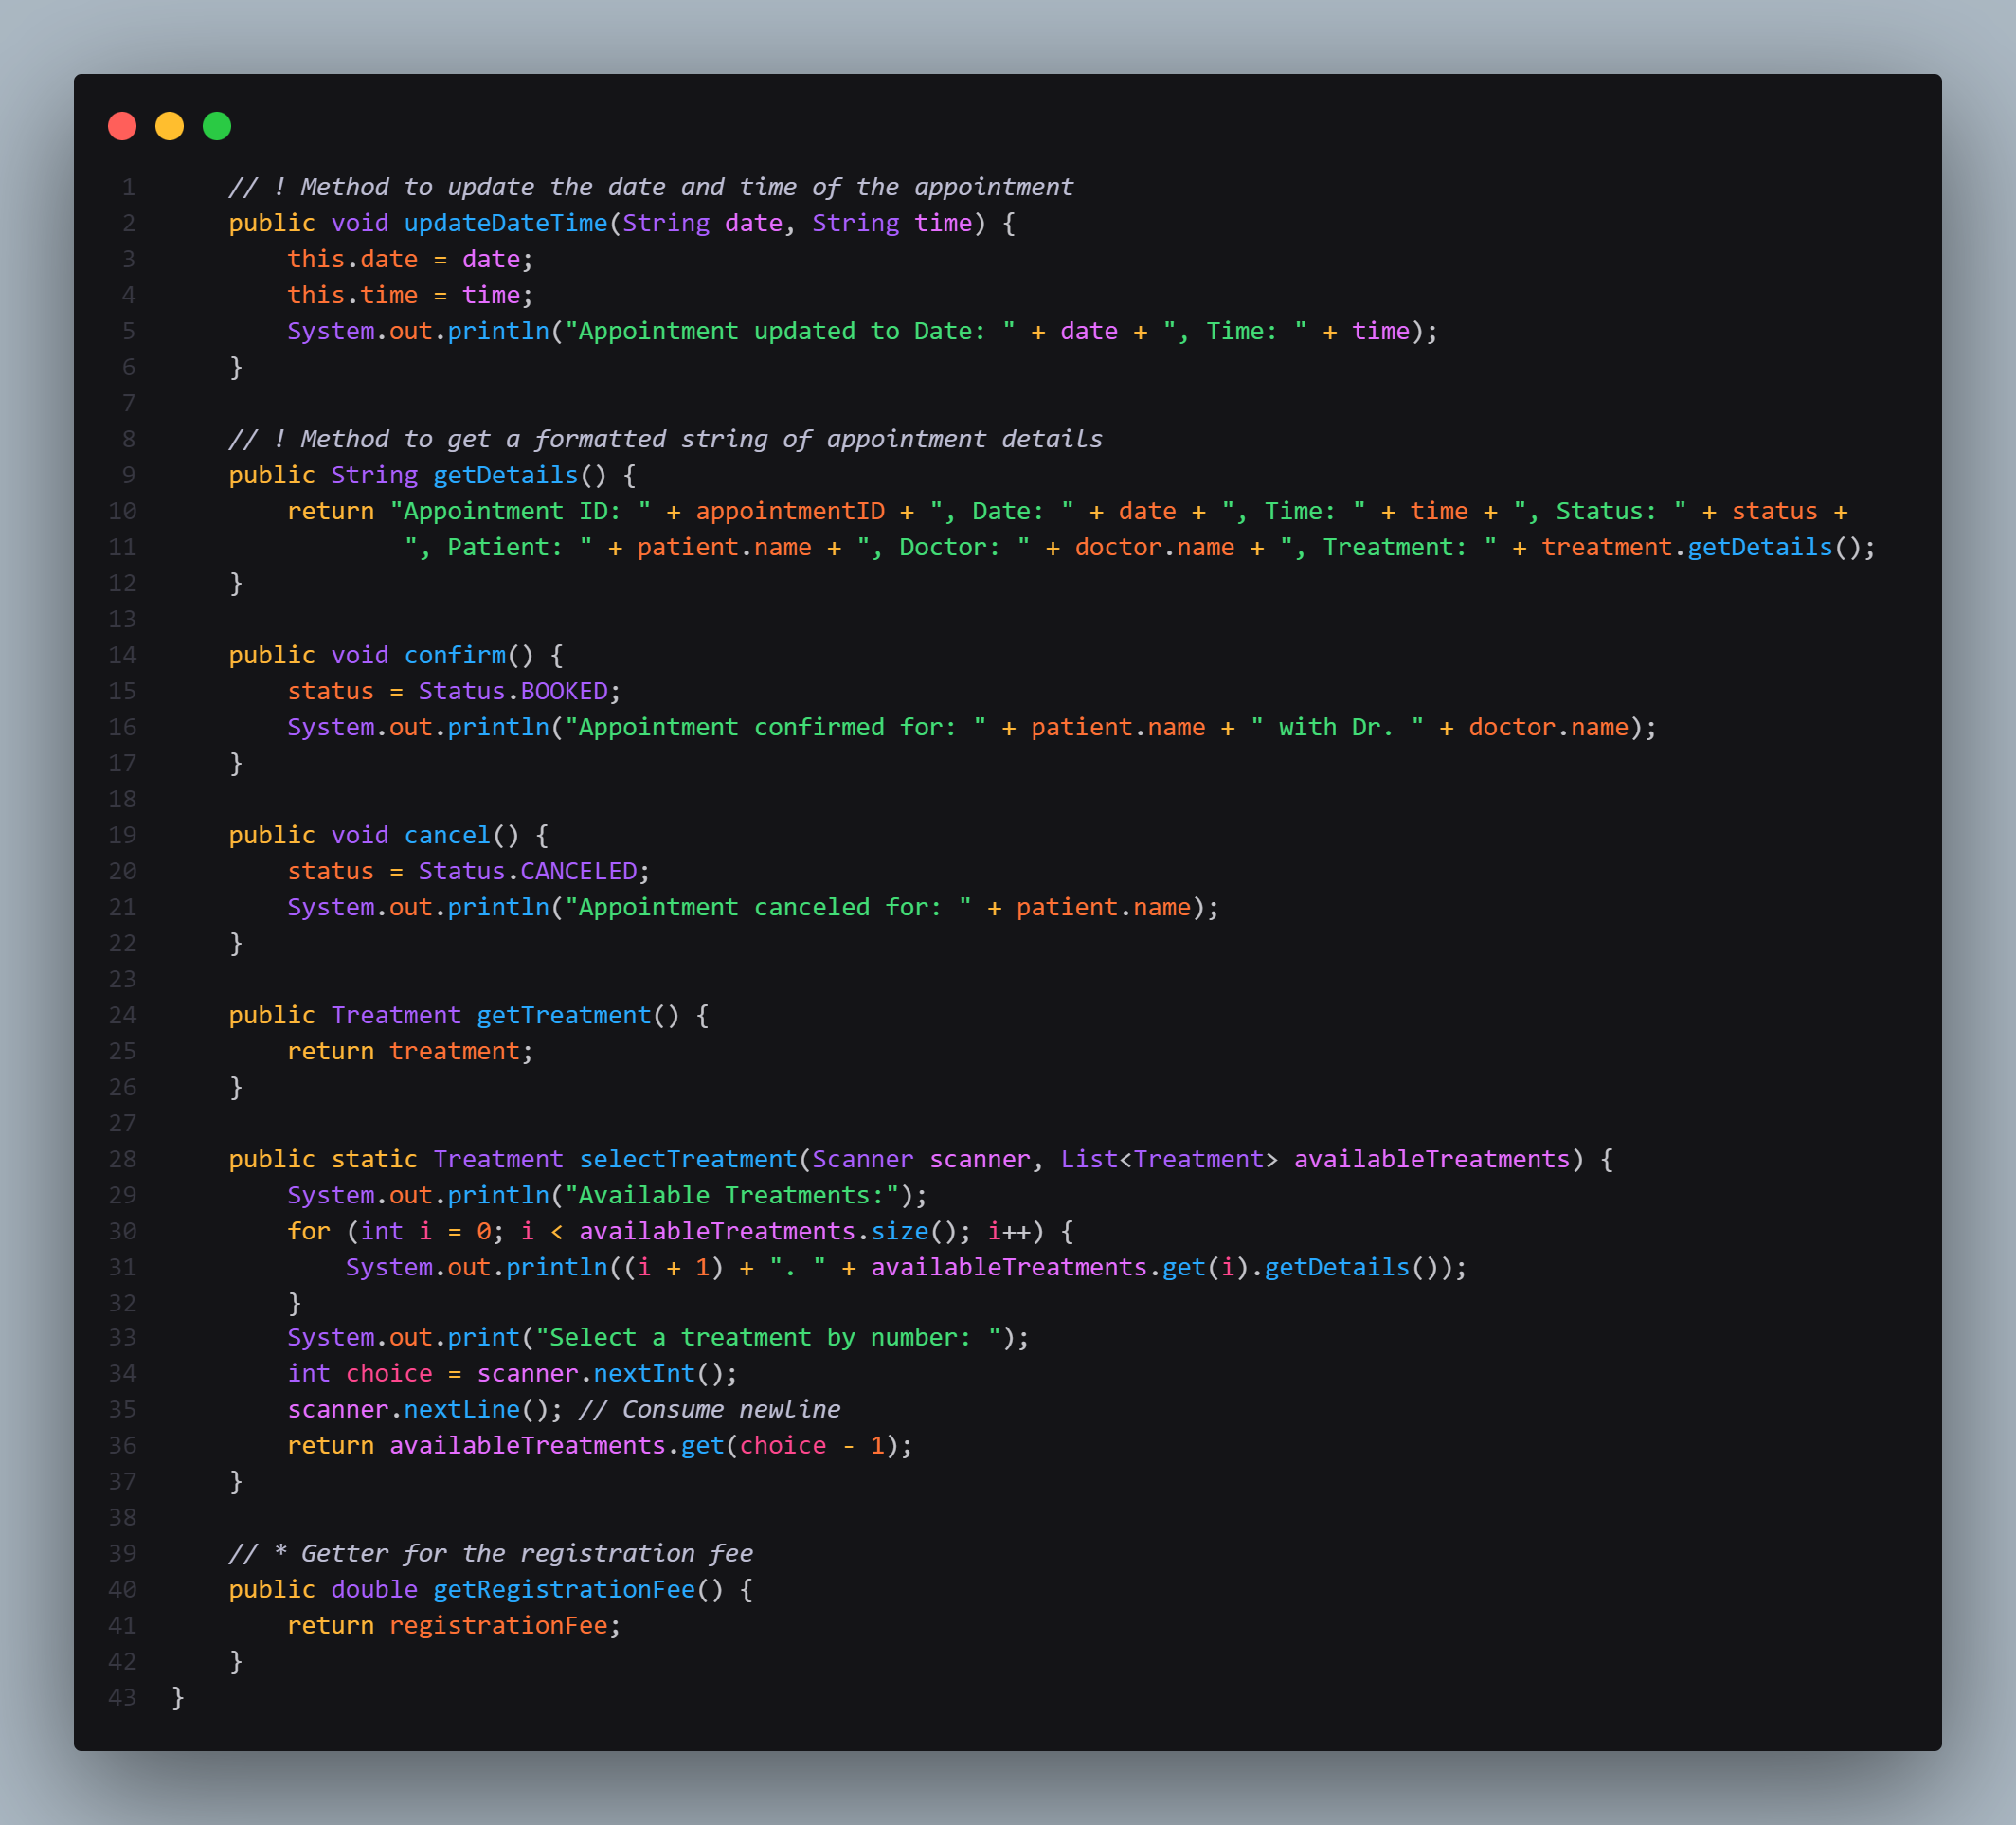 1 // ! Method to update the date and time of the appointment
2 public void updateDateTime(String date, String time) {
3 this.date = date;
4 this.time = time;
5 System.out.println("Appointment updated to Date: " + date + ", Time: " + time);
6 }
7
8 // ! Method to get a formatted string of appointment details
9 public String getDetails() {
10 return "Appointment ID: " + appointmentID + ", Date: " + date + ", Time: " + time + ", Status: " + status +
11 ", Patient: " + patient.name + ", Doctor: " + doctor.name + ", Treatment: " + treatment.getDetails();
12 }
13
14 public void confirm() {
15 status = Status.BOOKED;
16 System.out.println("Appointment confirmed for: " + patient.name + " with Dr. " + doctor.name);
17 }
18
19 public void cancel() {
20 status = Status.CANCELED;
21 System.out.println("Appointment canceled for: " + patient.name);
22 }
23
24 public Treatment getTreatment() {
25 return treatment;
26 }
27
28 public static Treatment selectTreatment(Scanner scanner, List<Treatment> availableTreatments) {
29 System.out.println("Available Treatments:");
30 for (int i = 0; i < availableTreatments.size(); i++) {
31 System.out.println((i + 1) + ". " + availableTreatments.get(i).getDetails());
32 }
33 System.out.print("Select a treatment by number: ");
34 int choice = scanner.nextInt();
35 scanner.nextLine(); // Consume newline
36 return availableTreatments.get(choice - 1);
37 }
38
39 // * Getter for the registration fee
40 public double getRegistrationFee() {
41 return registrationFee;
42 }
43 }